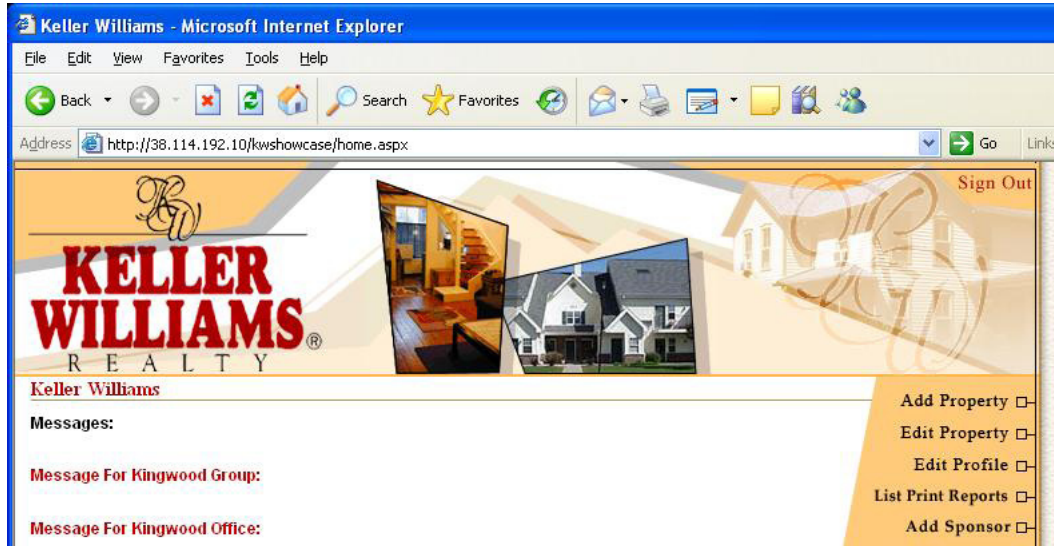 Keller Williams - Microsoft Internet Explorer
File Edit View Favorites Tools Help
Back Search Favorites
Address http://38.114.192.10/kwshowcase/home.aspx Go Links
Sign Out
KW
KELLER
WILLIAMS®
REALTY
Keller Williams
Add Property
Messages:
Edit Property
Edit Profile
Message For Kingwood Group:
List Print Reports
Message For Kingwood Office:
Add Sponsor